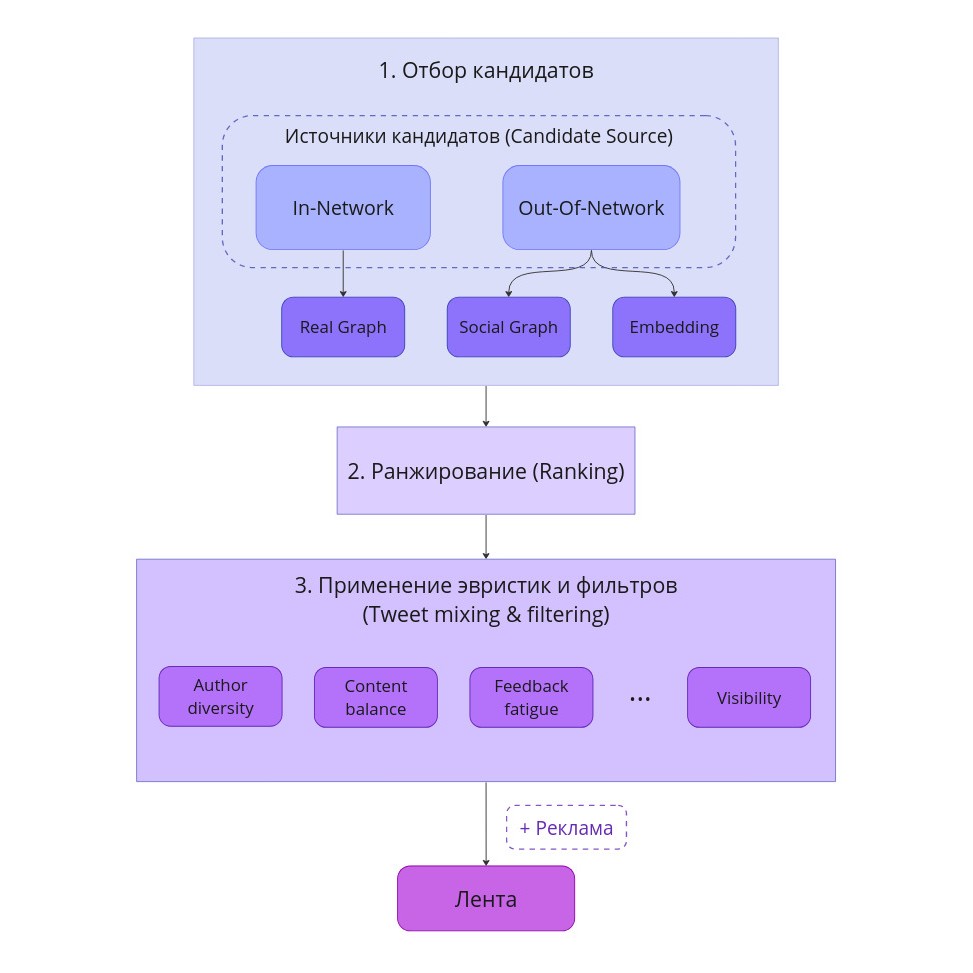 1. Отбор кандидатов
Источники кандидатов (Candidate Source)
In-Network
Out-Of-Network
Real Graph
Social Graph
Embedding
2. Ранжирование (Ranking)
3. Применение эвристик и фильтров
(Tweet mixing & filtering)
Author
diversity
Content
balance
Feedback
fatigue
...
Visibility
+ Реклама
Лента